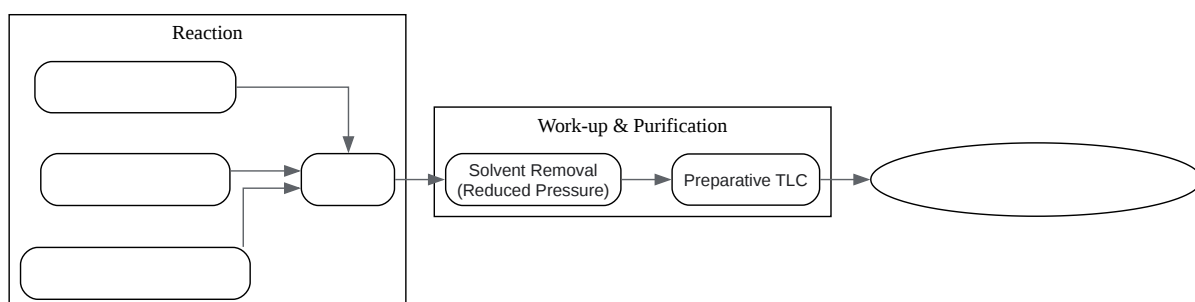 Reaction
Work-up & Purification
Solvent Removal
(Reduced Pressure)
Preparative TLC